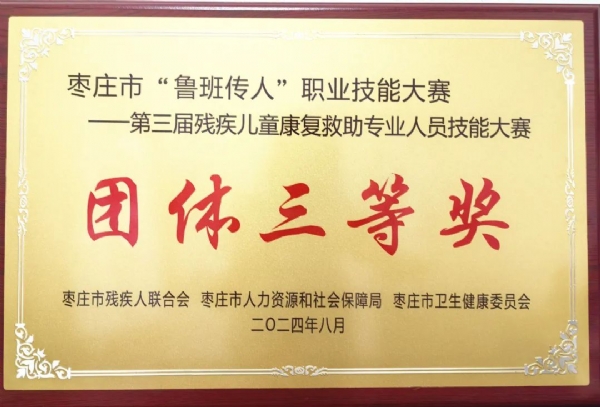 枣庄市“鲁班传人”职业技能大赛
——第三届残疾儿童康复救助专业人员技能大赛
团体三等奖
枣庄市残疾人联合会 枣庄市人力资源和社会保障局 枣庄市卫生健康委员会
二〇二四年八月